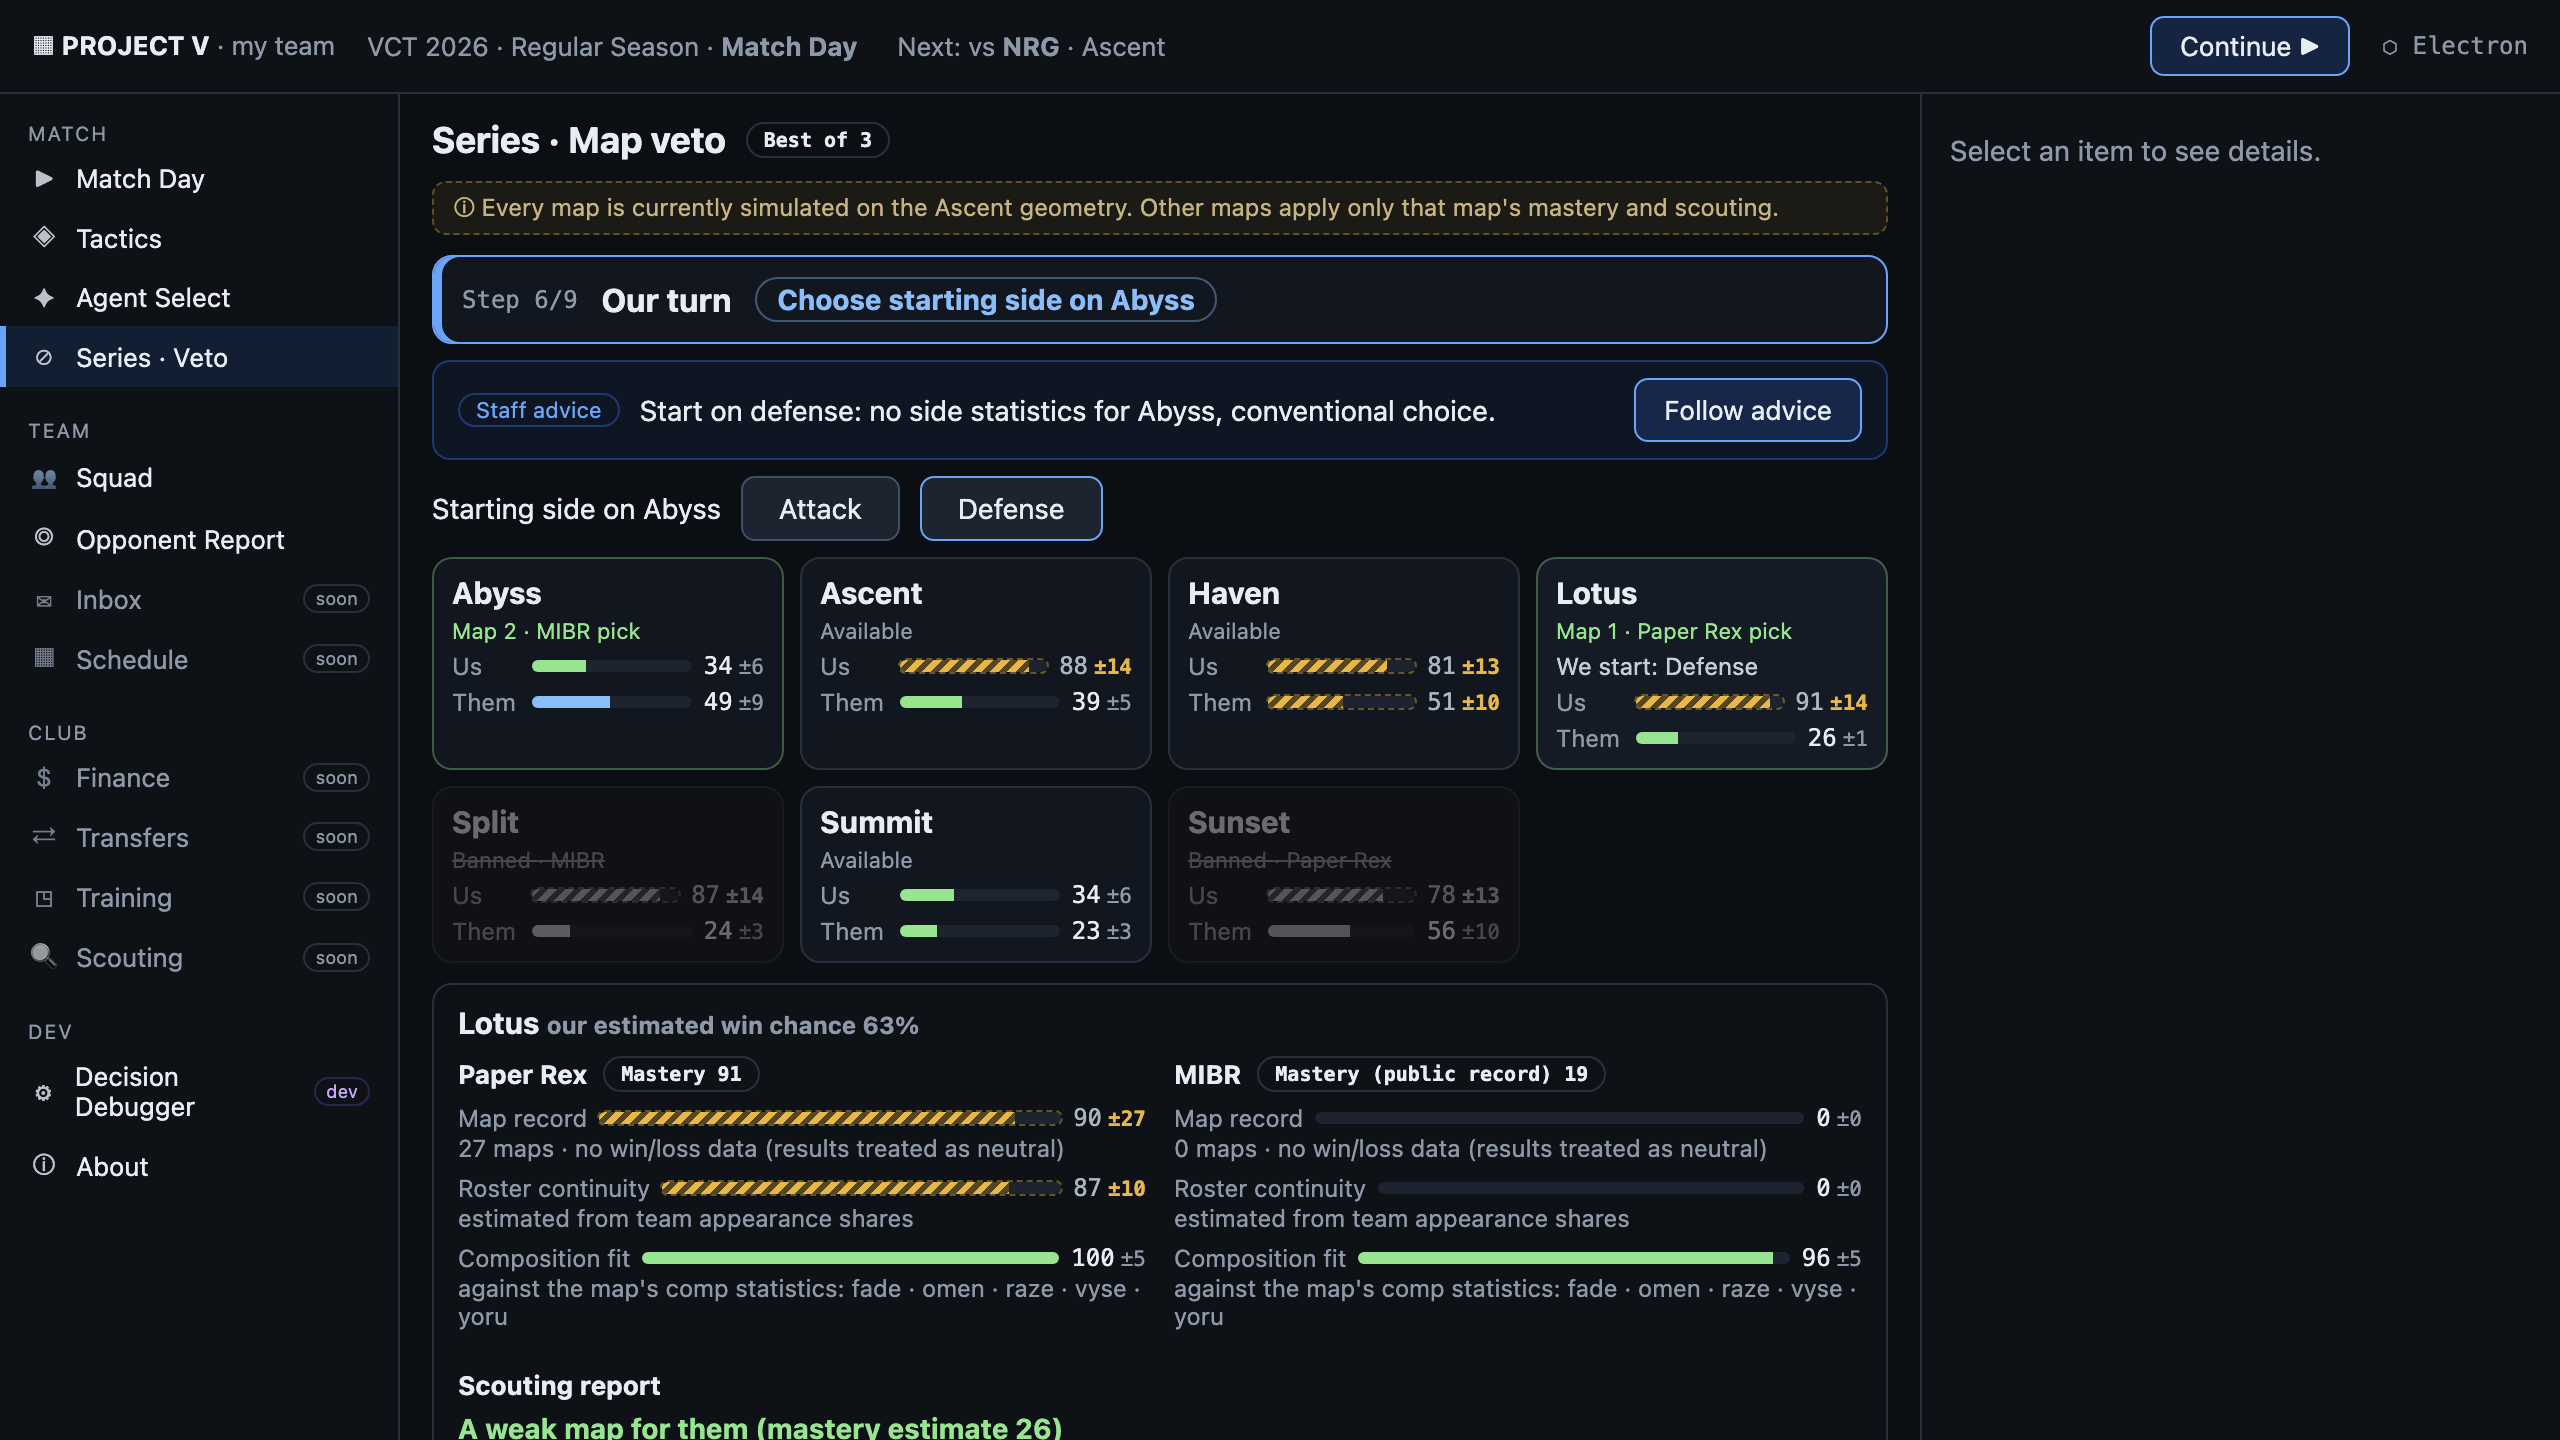 PROJECT V · my team VCT 2026 · Regular Season · Match Day Next: vs NRG · Ascent Continue ▶ Electron
MATCH
Match Day
Tactics
Agent Select
Series · Veto
TEAM
Squad
Opponent Report
Inbox soon
Schedule soon
CLUB
$ Finance soon
Transfers soon
Training soon
Scouting soon
DEV
Decision
Debugger
dev
About
Series · Map veto Best of 3
Every map is currently simulated on the Ascent geometry. Other maps apply only that map's mastery and scouting.
Step 6/9 Our turn Choose starting side on Abyss
Staff advice Start on defense: no side statistics for Abyss, conventional choice. Follow advice
Starting side on Abyss Attack Defense
Abyss
Map 2 · MIBR pick
Us 34 ±6
Them 49 ±9
Ascent
Available
Us 88 ±14
Them 39 ±5
Haven
Available
Us 81 ±13
Them 51 ±10
Lotus
Map 1 · Paper Rex pick
We start: Defense
Us 91 ±14
Them 26 ±1
Split
Banned · MIBR
Us 87 ±14
Them 24 ±3
Summit
Available
Us 34 ±6
Them 23 ±3
Sunset
Banned · Paper Rex
Us 78 ±13
Them 56 ±10
Lotus our estimated win chance 63%
Paper Rex Mastery 91
Map record 90 ±27
27 maps · no win/loss data (results treated as neutral)
Roster continuity 87 ±10
estimated from team appearance shares
Composition fit 100 ±5
against the map's comp statistics: fade · omen · raze · vyse ·
yoru
MIBR Mastery (public record) 19
Map record 0 ±0
0 maps · no win/loss data (results treated as neutral)
Roster continuity 0 ±0
estimated from team appearance shares
Composition fit 96 ±5
against the map's comp statistics: fade · omen · raze · vyse ·
yoru
Scouting report
A weak map for them (mastery estimate 26)
Select an item to see details.